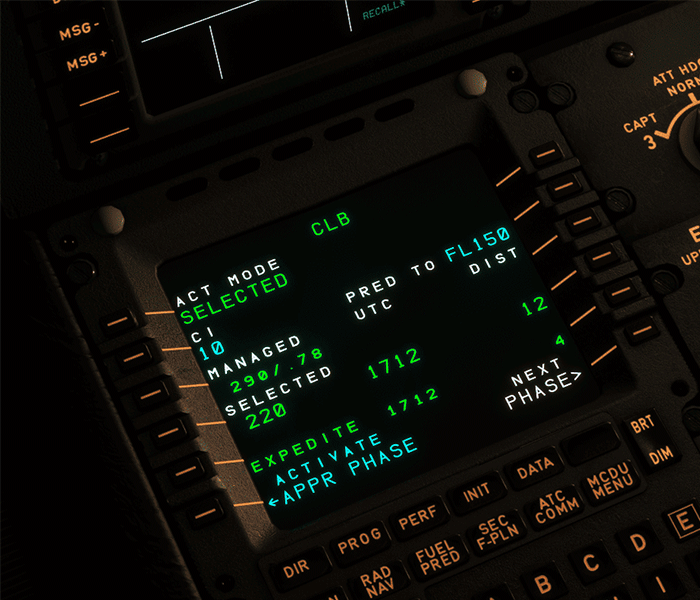 RECALL*
MSG-
MSG+
ATT HDG
NORM
CAPT
3
CLB
ACT MODE
SELECTED
PRED TO FL150
CI
UTC DIST
10
MANAGED
290/.78
SELECTED 1712 12
220
EXPEDITE 1712 4
ACTIVATE NEXT
←APPR PHASE PHASE>
BRT
DIM
DIR PROG PERF INIT DATA
RAD NAV
FUEL PRED
SEC F-PLN
ATC COMM
MCDU MENU
B C D E
I